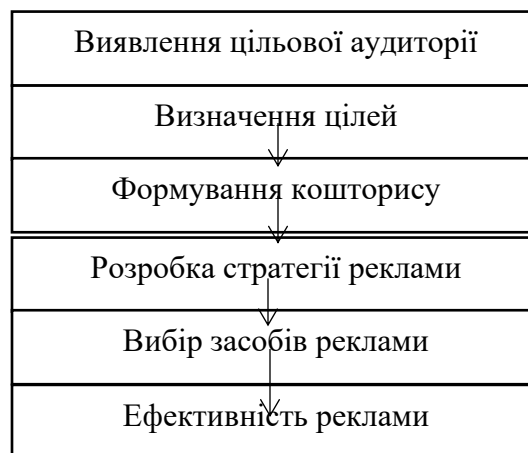 Виявлення цільової аудиторії
Визначення цілей
Формування кошторису
Розробка стратегії реклами
Вибір засобів реклами
Ефективність реклами